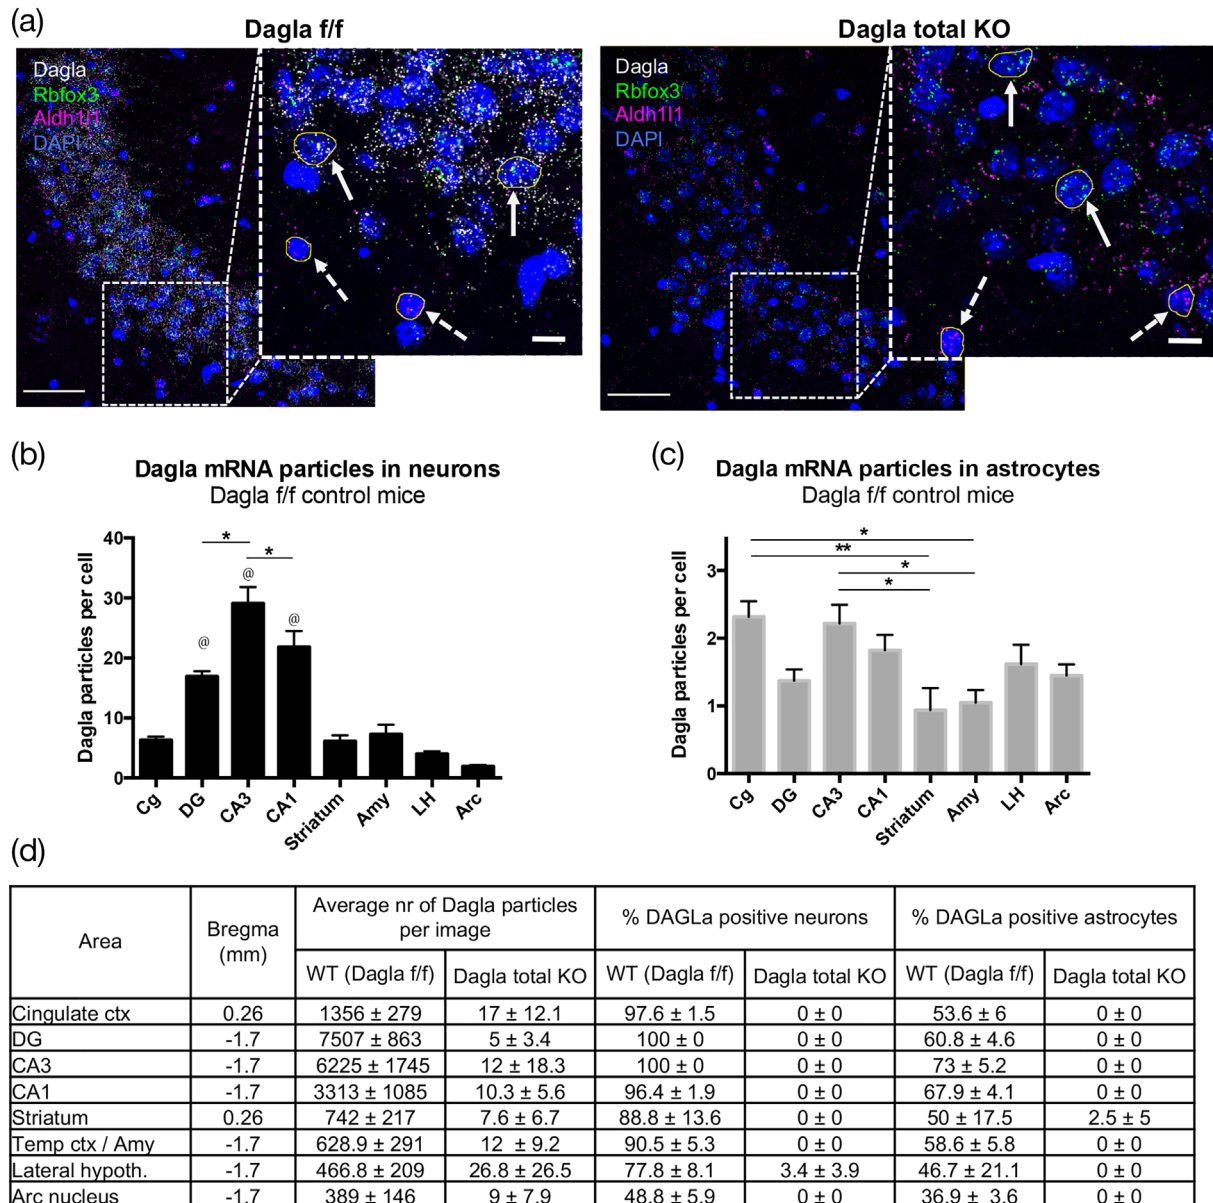 (a)
Dagla f/f
Dagla total KO
Dagla
Rbfox3
Aldh1l1
DAPI
Dagla
Rbfox3
Aldh1l1
DAPI
(b)
Dagla mRNA particles in neurons
Dagla f/f control mice
Dagla particles per cell
40
30
20
10
0
*
*
@
@
@
Cg
DG
CA3
CA1
Striatum
Amy
LH
Arc
(c)
Dagla mRNA particles in astrocytes
Dagla f/f control mice
Dagla particles per cell
3
2
1
0
*
**
*
*
Cg
DG
CA3
CA1
Striatum
Amy
LH
Arc
(d)
Area Bregma (mm) Average nr of Dagla particles per image % DAGLa positive neurons % DAGLa positive astrocytes
WT (Dagla f/f) Dagla total KO WT (Dagla f/f) Dagla total KO WT (Dagla f/f) Dagla total KO
Cingulate ctx 0.26 1356 ± 279 17 ± 12.1 97.6 ± 1.5 0 ± 0 53.6 ± 6 0 ± 0
DG -1.7 7507 ± 863 5 ± 3.4 100 ± 0 0 ± 0 60.8 ± 4.6 0 ± 0
CA3 -1.7 6225 ± 1745 12 ± 18.3 100 ± 0 0 ± 0 73 ± 5.2 0 ± 0
CA1 -1.7 3313 ± 1085 10.3 ± 5.6 96.4 ± 1.9 0 ± 0 67.9 ± 4.1 0 ± 0
Striatum 0.26 742 ± 217 7.6 ± 6.7 88.8 ± 13.6 0 ± 0 50 ± 17.5 2.5 ± 5
Temp ctx / Amy -1.7 628.9 ± 291 12 ± 9.2 90.5 ± 5.3 0 ± 0 58.6 ± 5.8 0 ± 0
Lateral hypoth. -1.7 466.8 ± 209 26.8 ± 26.5 77.8 ± 8.1 3.4 ± 3.9 46.7 ± 21.1 0 ± 0
Arc nucleus -1.7 389 ± 146 9 ± 7.9 48.8 ± 5.9 0 ± 0 36.9 ± 3.6 0 ± 0